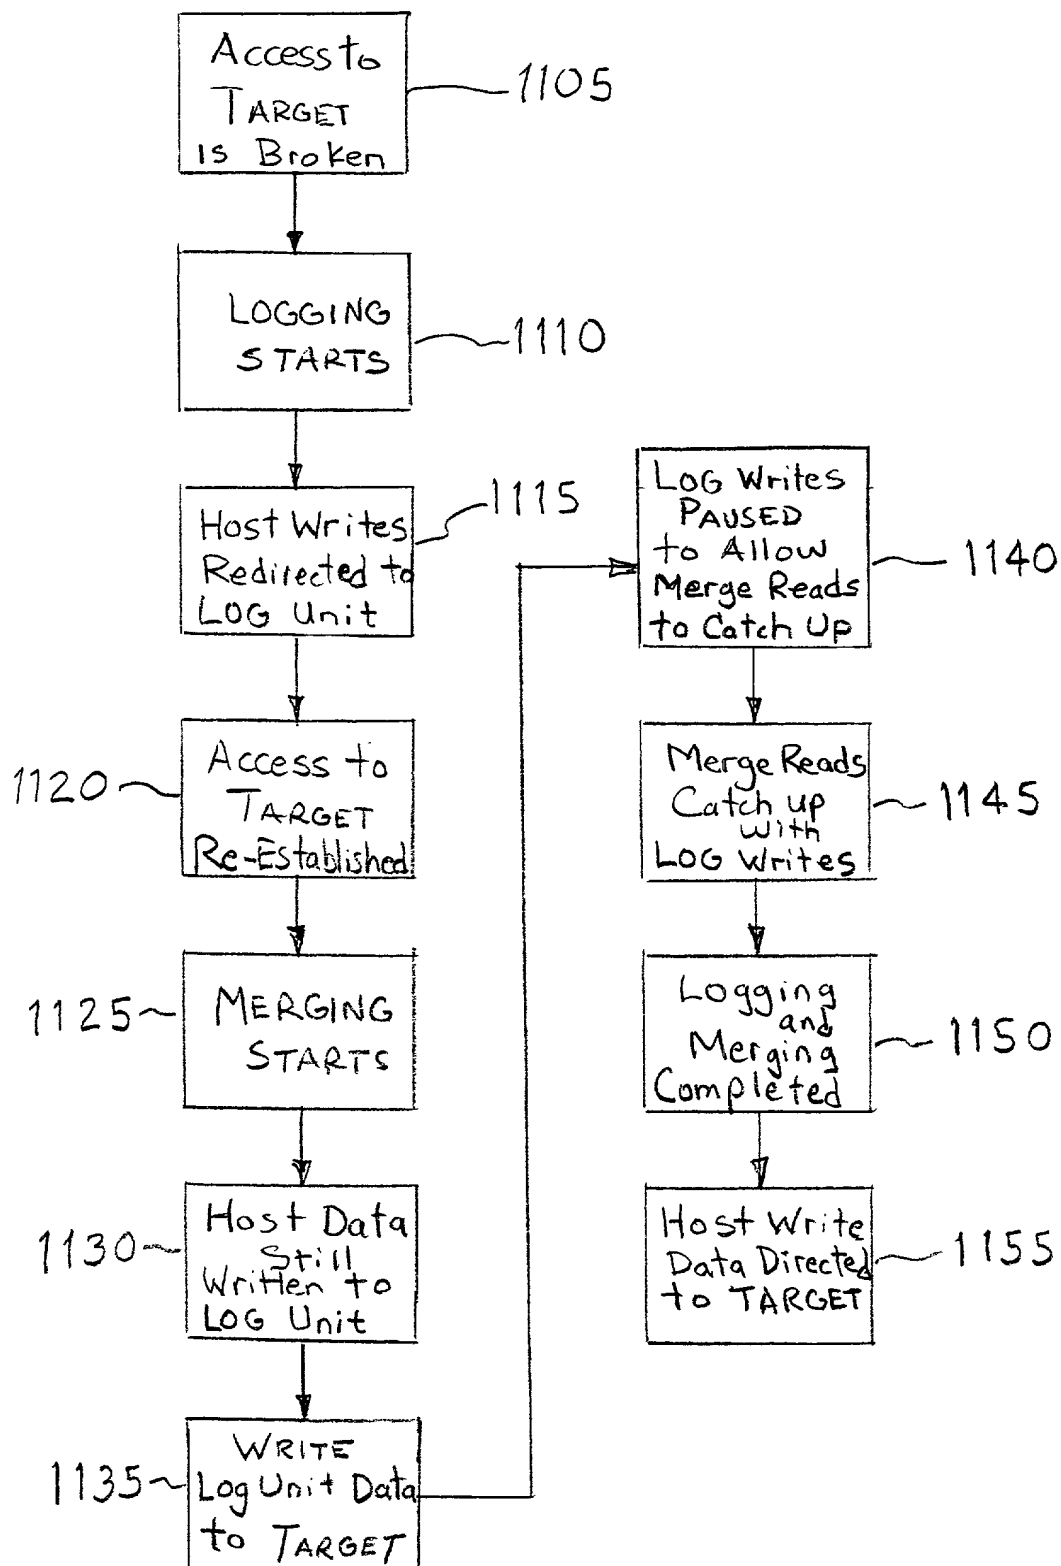 Access to
TARGET
is Broken
1105
LOGGING
STARTS
1110
Host Writes
Redirected to
LOG Unit
1115
Access to
TARGET
Re-Established
1120
MERGING
STARTS
1125
Host Data
Still
Written to
LOG Unit
1130
WRITE
Log Unit Data
to TARGET
1135
LOG Writes
PAUSED
to Allow
Merge Reads
to Catch Up
1140
Merge Reads
Catch up
with
LOG Writes
1145
Logging
and
Merging
Completed
1150
Host Write
Data Directed
to TARGET
1155